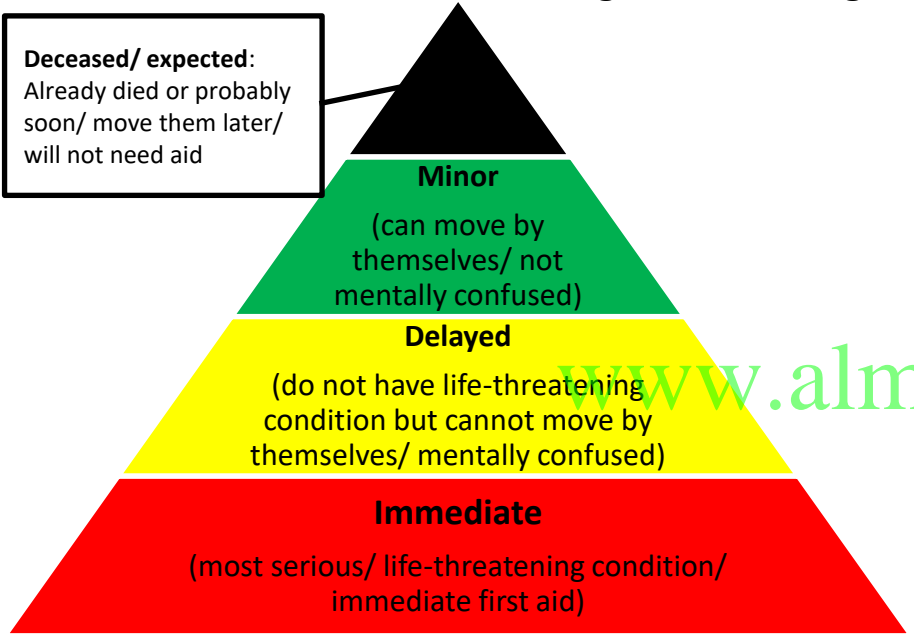 Deceased/ expected:
Already died or probably
soon/ move them later/
will not need aid
Minor
(can move by
themselves/ not
mentally confused)
Delayed
(do not have life-threatening
condition but cannot move by
themselves/ mentally confused)
www.alm
Immediate
(most serious/ life-threatening condition/
immediate first aid)